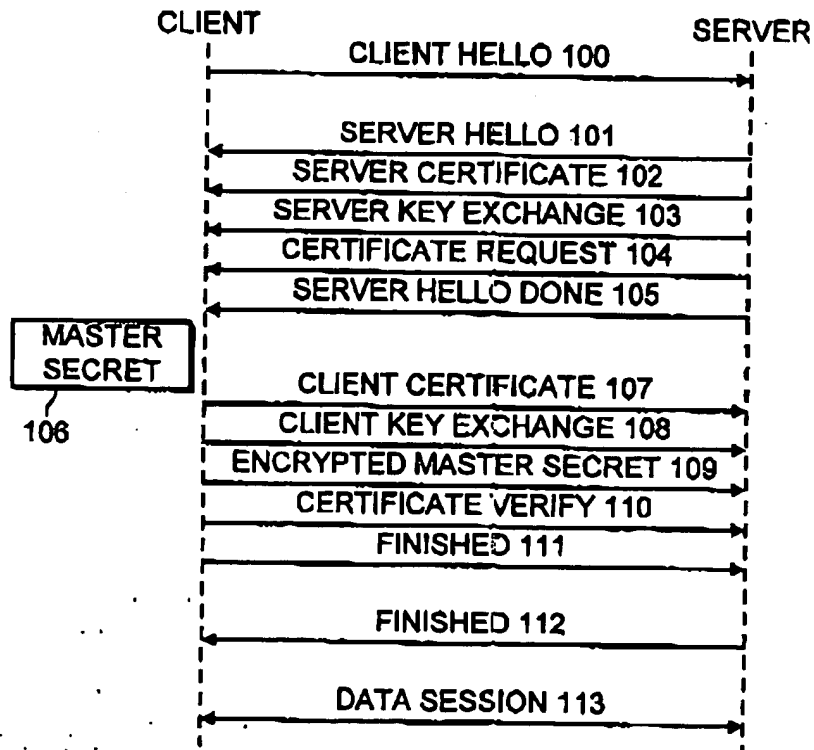 CLIENT
SERVER
CLIENT HELLO 100
SERVER HELLO 101
SERVER CERTIFICATE 102
SERVER KEY EXCHANGE 103
CERTIFICATE REQUEST 104
SERVER HELLO DONE 105
MASTER
SECRET
106
CLIENT CERTIFICATE 107
CLIENT KEY EXCHANGE 108
ENCRYPTED MASTER SECRET 109
CERTIFICATE VERIFY 110
FINISHED 111
FINISHED 112
DATA SESSION 113